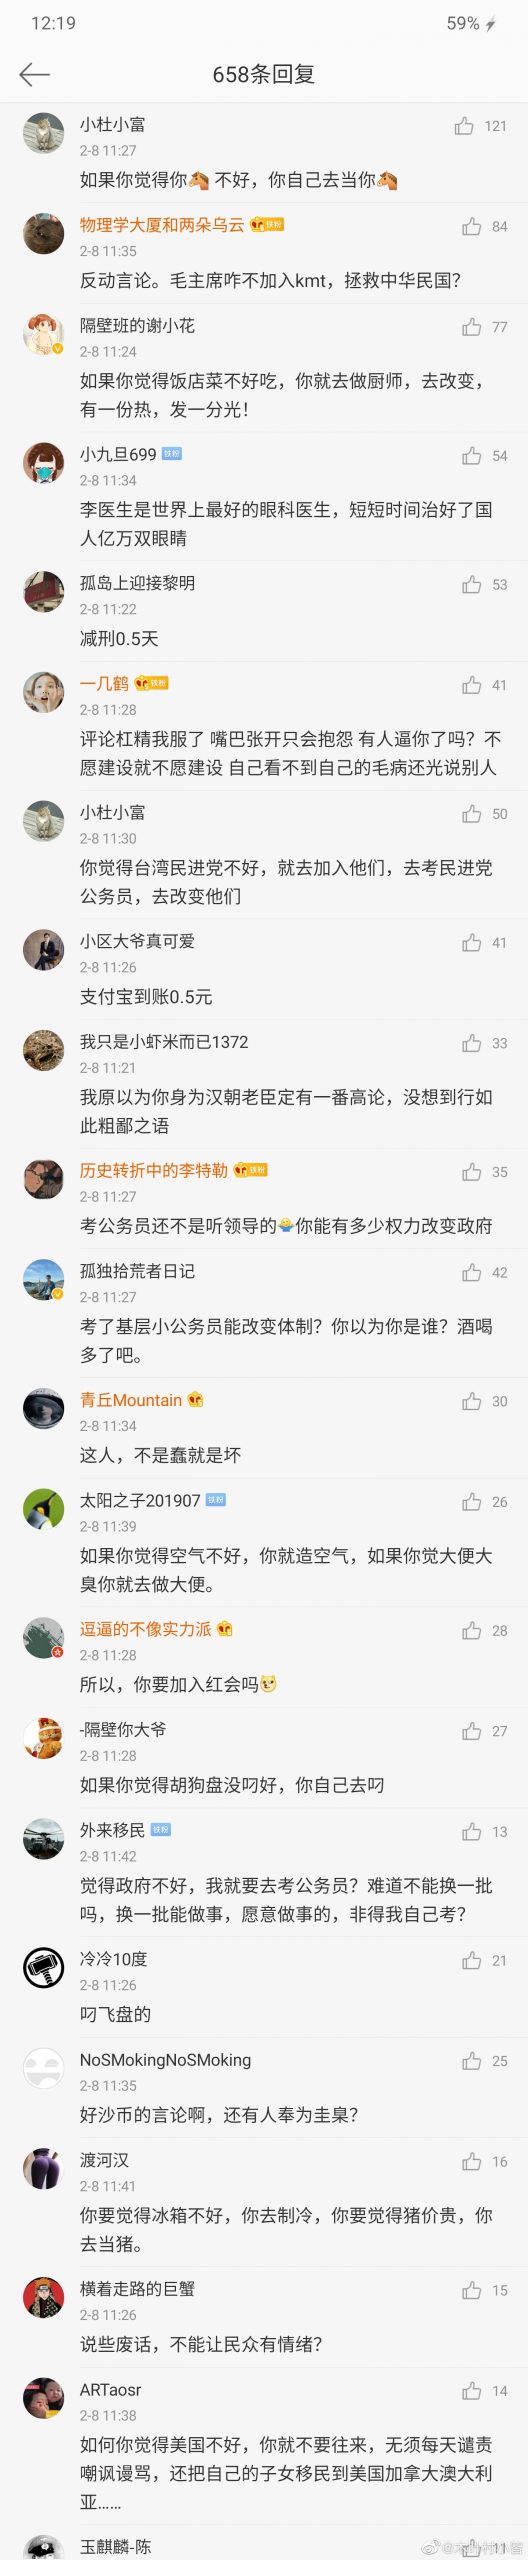 12:19
59%
658条回复
小杜小富
121
2-8 11:27
如果你觉得你🐴 不好，你自己去当你🐴
物理学大厦和两朵乌云 铁粉
84
2-8 11:35
反动言论。毛主席咋不加入kmt，拯救中华民国？
隔壁班的谢小花
77
2-8 11:24
如果你觉得饭店菜不好吃，你就去做厨师，去改变，
有一份热，发一分光！
小九旦699 铁粉
54
2-8 11:34
李医生是世界上最好的眼科医生，短短时间治好了国
人亿万双眼睛
孤岛上迎接黎明
53
2-8 11:22
减刑0.5天
一几鹤 铁粉
41
2-8 11:28
评论杠精我服了 嘴巴张开只会抱怨 有人逼你了吗？不
愿建设就不愿建设 自己看不到自己的毛病还光说别人
小杜小富
50
2-8 11:30
你觉得台湾民进党不好，就去加入他们，去考民进党
公务员，去改变他们
小区大爷真可爱
41
2-8 11:26
支付宝到账0.5元
我只是小虾米而已1372
33
2-8 11:21
我原以为你身为汉朝老臣定有一番高论，没想到行如
此粗鄙之语
历史转折中的李特勒 铁粉
35
2-8 11:27
考公务员还不是听领导的🤷你能有多少权力改变政府
孤独拾荒者日记
42
2-8 11:27
考了基层小公务员能改变体制？你以为你是谁？酒喝
多了吧。
青丘Mountain
30
2-8 11:34
这人，不是蠢就是坏
太阳之子201907 铁粉
26
2-8 11:39
如果你觉得空气不好，你就造空气，如果你觉大便大
臭你就去做大便。
逗逼的不像实力派
28
2-8 11:28
所以，你要加入红会吗
-隔壁你大爷
27
2-8 11:28
如果你觉得胡狗盘没叼好，你自己去叼
外来移民 铁粉
13
2-8 11:42
觉得政府不好，我就要去考公务员？难道不能换一批
吗，换一批能做事，愿意做事的，非得我自己考？
冷冷10度
21
2-8 11:26
叼飞盘的
NoSMokingNoSMoking
25
2-8 11:35
好沙币的言论啊，还有人奉为圭臬？
渡河汉
16
2-8 11:41
你要觉得冰箱不好，你去制冷，你要觉得猪价贵，你
去当猪。
横着走路的巨蟹
15
2-8 11:26
说些废话，不能让民众有情绪？
ARTaosr
14
2-8 11:38
如何你觉得美国不好，你就不要往来，无须每天谴责
嘲讽谩骂，还把自己的子女移民到美国加拿大澳大利
亚……
玉麒麟-陈
11